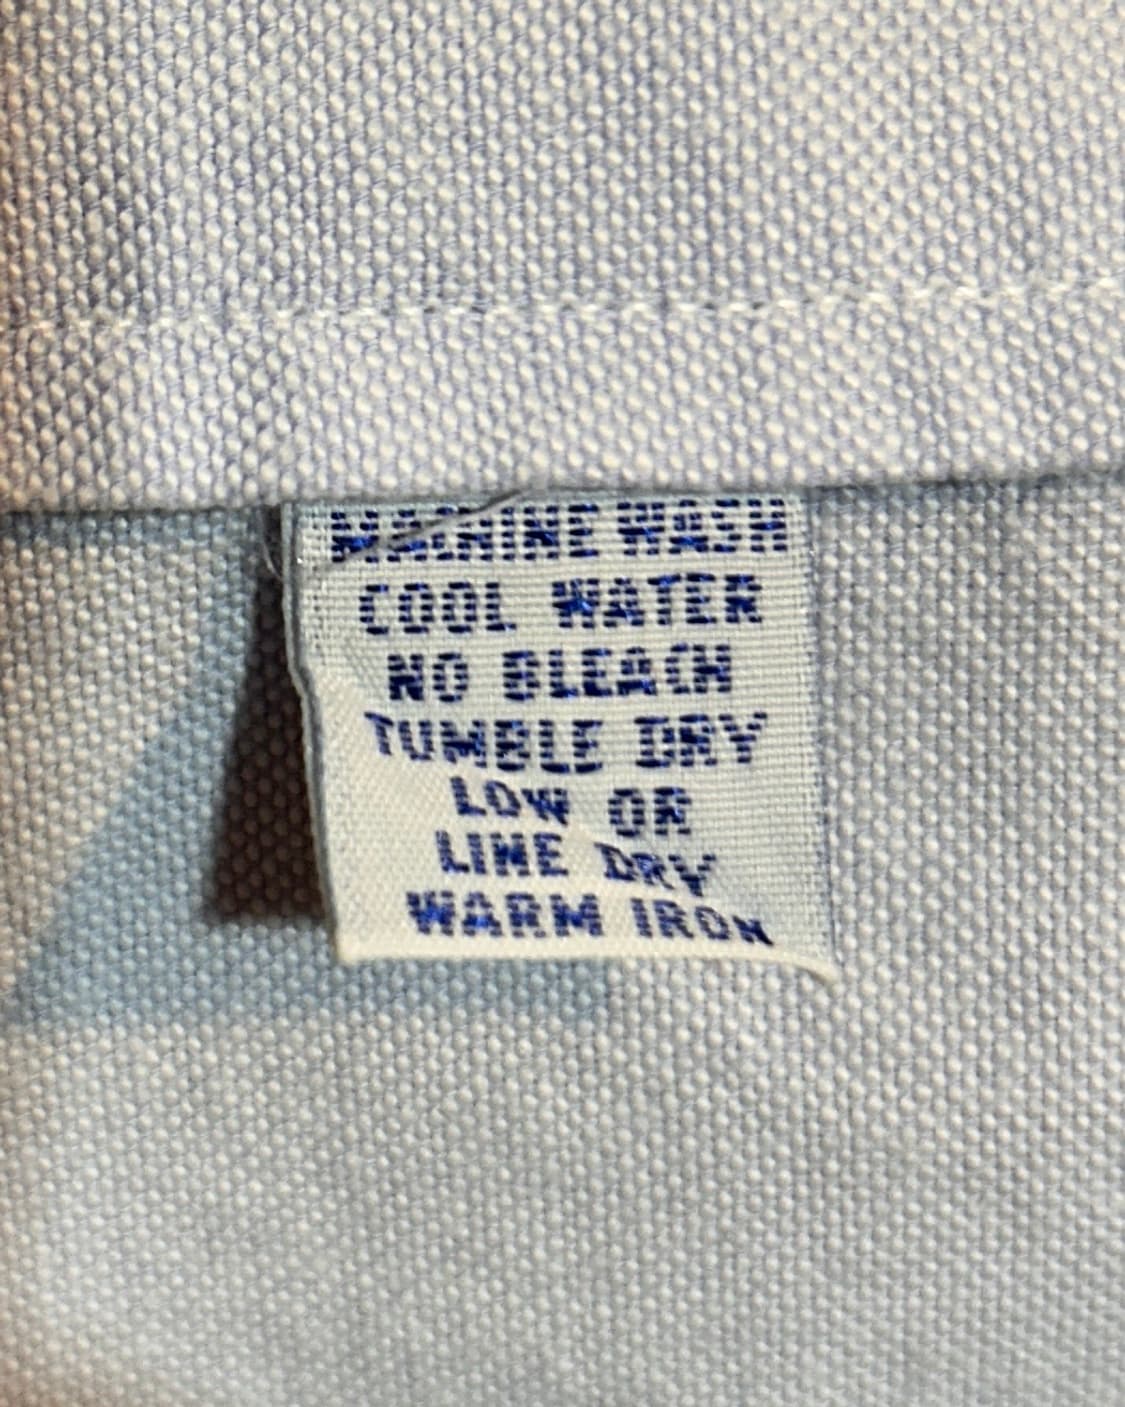 MACHINE WASH
COOL WATER
NO BLEACH
TUMBLE DRY
LOW OR
LINE DRY
WARM IRON